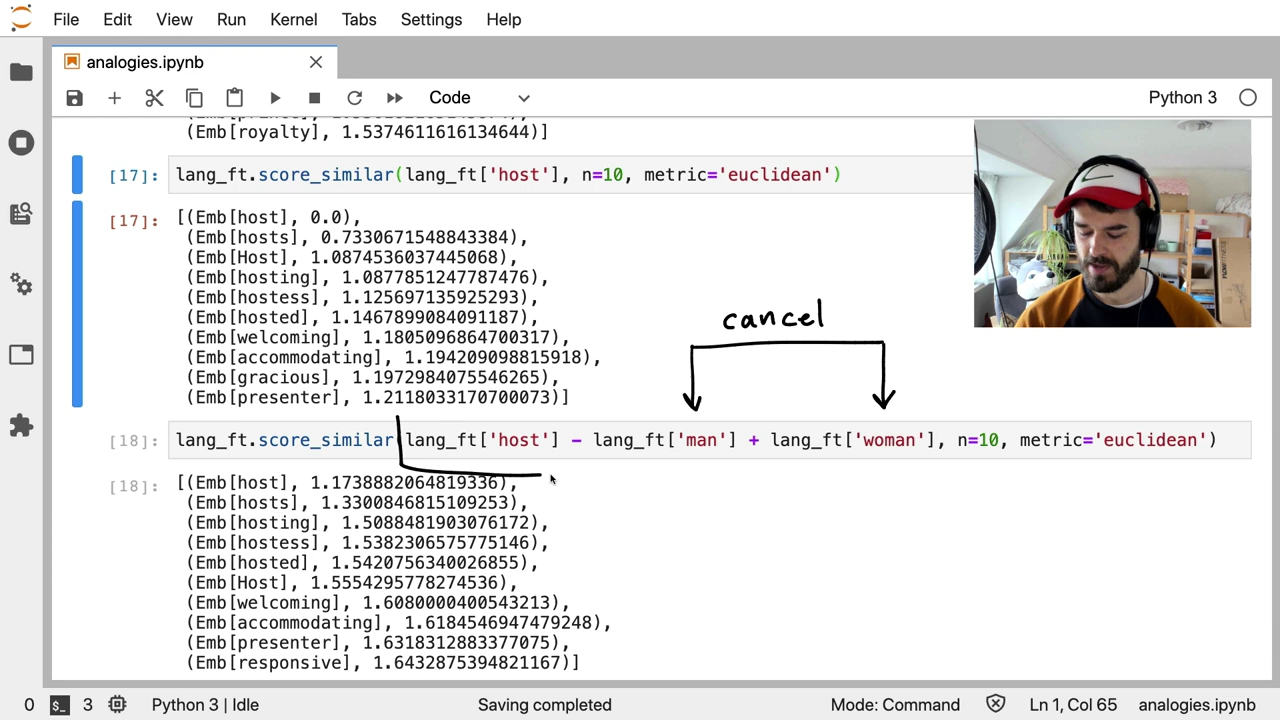 File Edit View Run Kernel Tabs Settings Help
analogies.ipynb
Code
Python 3
(Emb[royalty], 1.5374611616134644)]
[17]: lang_ft.score_similar(lang_ft['host'], n=10, metric='euclidean')
[17]: [(Emb[host], 0.0),
(Emb[hosts], 0.7330671548843384),
(Emb[Host], 1.0874536037445068),
(Emb[hosting], 1.0877851247787476),
(Emb[hostess], 1.125697135925293),
(Emb[hosted], 1.1467899084091187),
(Emb[welcoming], 1.1805096864700317),
(Emb[accommodating], 1.194209098815918),
(Emb[gracious], 1.1972984075546265),
(Emb[presenter], 1.2118033170700073)]
cancel
[18]: lang_ft.score_similar(lang_ft['host'] - lang_ft['man'] + lang_ft['woman'], n=10, metric='euclidean')
[18]: [(Emb[host], 1.1738882064819336),
(Emb[hosts], 1.3300846815109253),
(Emb[hosting], 1.5088481903076172),
(Emb[hostess], 1.5382306575775146),
(Emb[hosted], 1.5420756340026855),
(Emb[Host], 1.5554295778274536),
(Emb[welcoming], 1.6080000400543213),
(Emb[accommodating], 1.6184546947479248),
(Emb[presenter], 1.6318312883377075),
(Emb[responsive], 1.6432875394821167)]
0 $_ 3 Python 3 | Idle Saving completed Mode: Command Ln 1, Col 65 analogies.ipynb